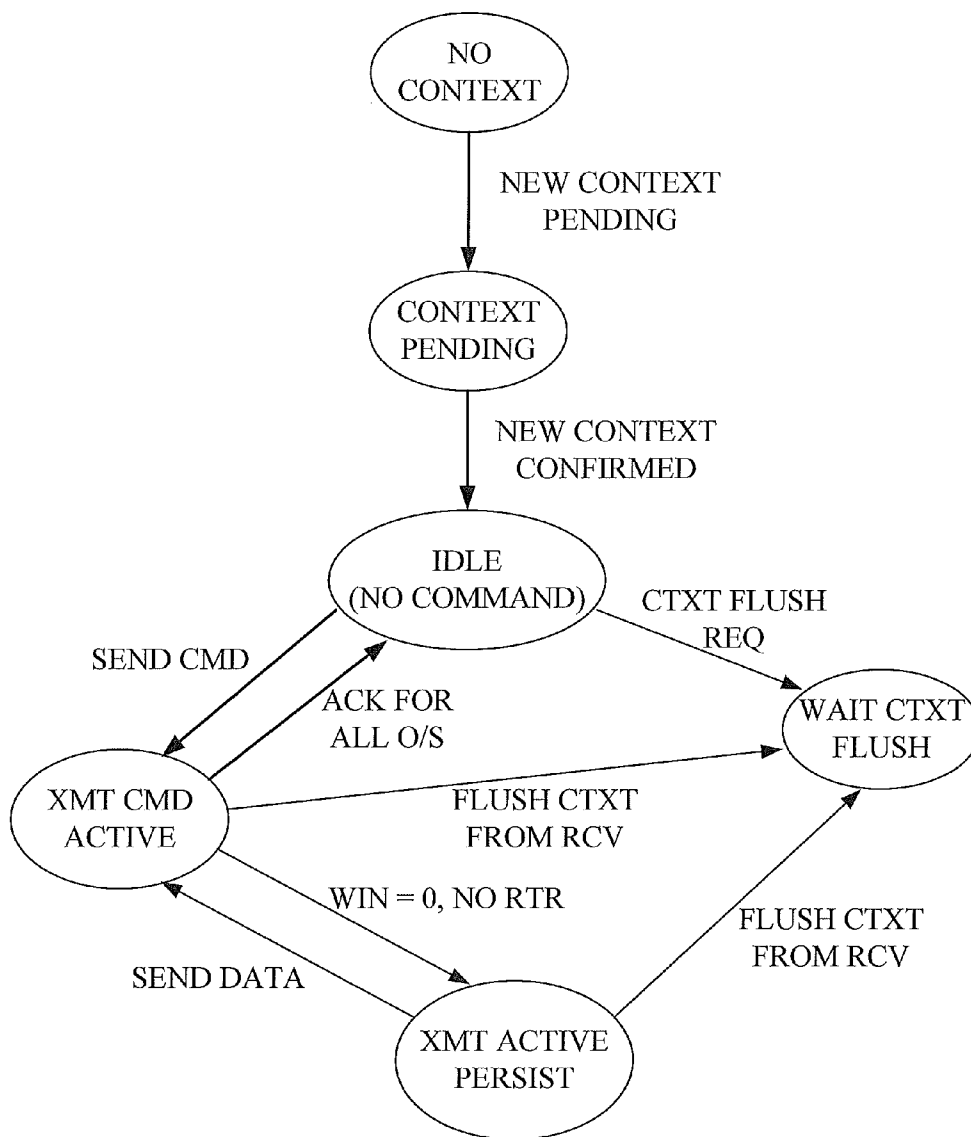 NO
CONTEXT
NEW CONTEXT
PENDING
CONTEXT
PENDING
NEW CONTEXT
CONFIRMED
IDLE
(NO COMMAND)
CTXT FLUSH
REQ
SEND CMD
ACK FOR
ALL O/S
WAIT CTXT
FLUSH
XMT CMD
ACTIVE
FLUSH CTXT
FROM RCV
WIN = 0, NO RTR
FLUSH CTXT
FROM RCV
SEND DATA
XMT ACTIVE
PERSIST